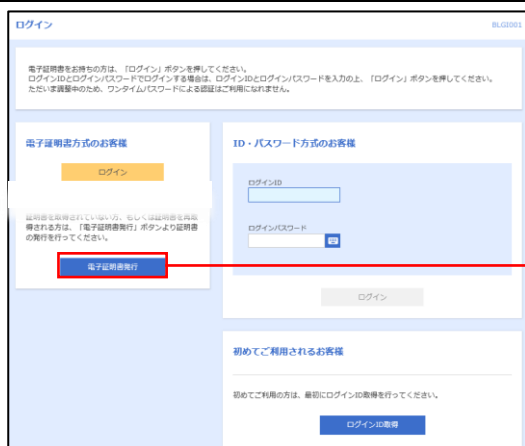 ログイン
BLGI001
電子証明書をお持ちの方は、「ログイン」ボタンを押してください。
ログインIDとログインパスワードでログインする場合は、ログインIDとログインパスワードを入力の上、「ログイン」ボタンを押してください。
ただいま調整中のため、ワンタイムパスワードによる認証はご利用になれません。
電子証明書方式のお客様
ログイン
証明書を取得されていない方、もしくは証明書を再取
得される方は、「電子証明書発行」ボタンより証明書
の発行を行ってください。
電子証明書発行
ID・パスワード方式のお客様
ログインID
ログインパスワード
ログイン
初めてご利用されるお客様
初めてご利用の方は、最初にログインID取得を行ってください。
ログインID取得